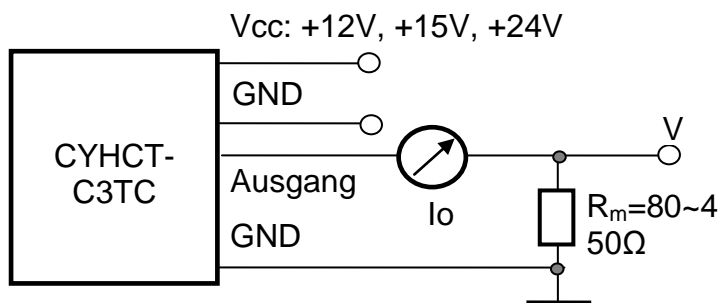 Vcc: +12V, +15V, +24V
GND
CYHCT-
C3TC
Ausgang
Io
V
GND
Rm=80~4
50Ω